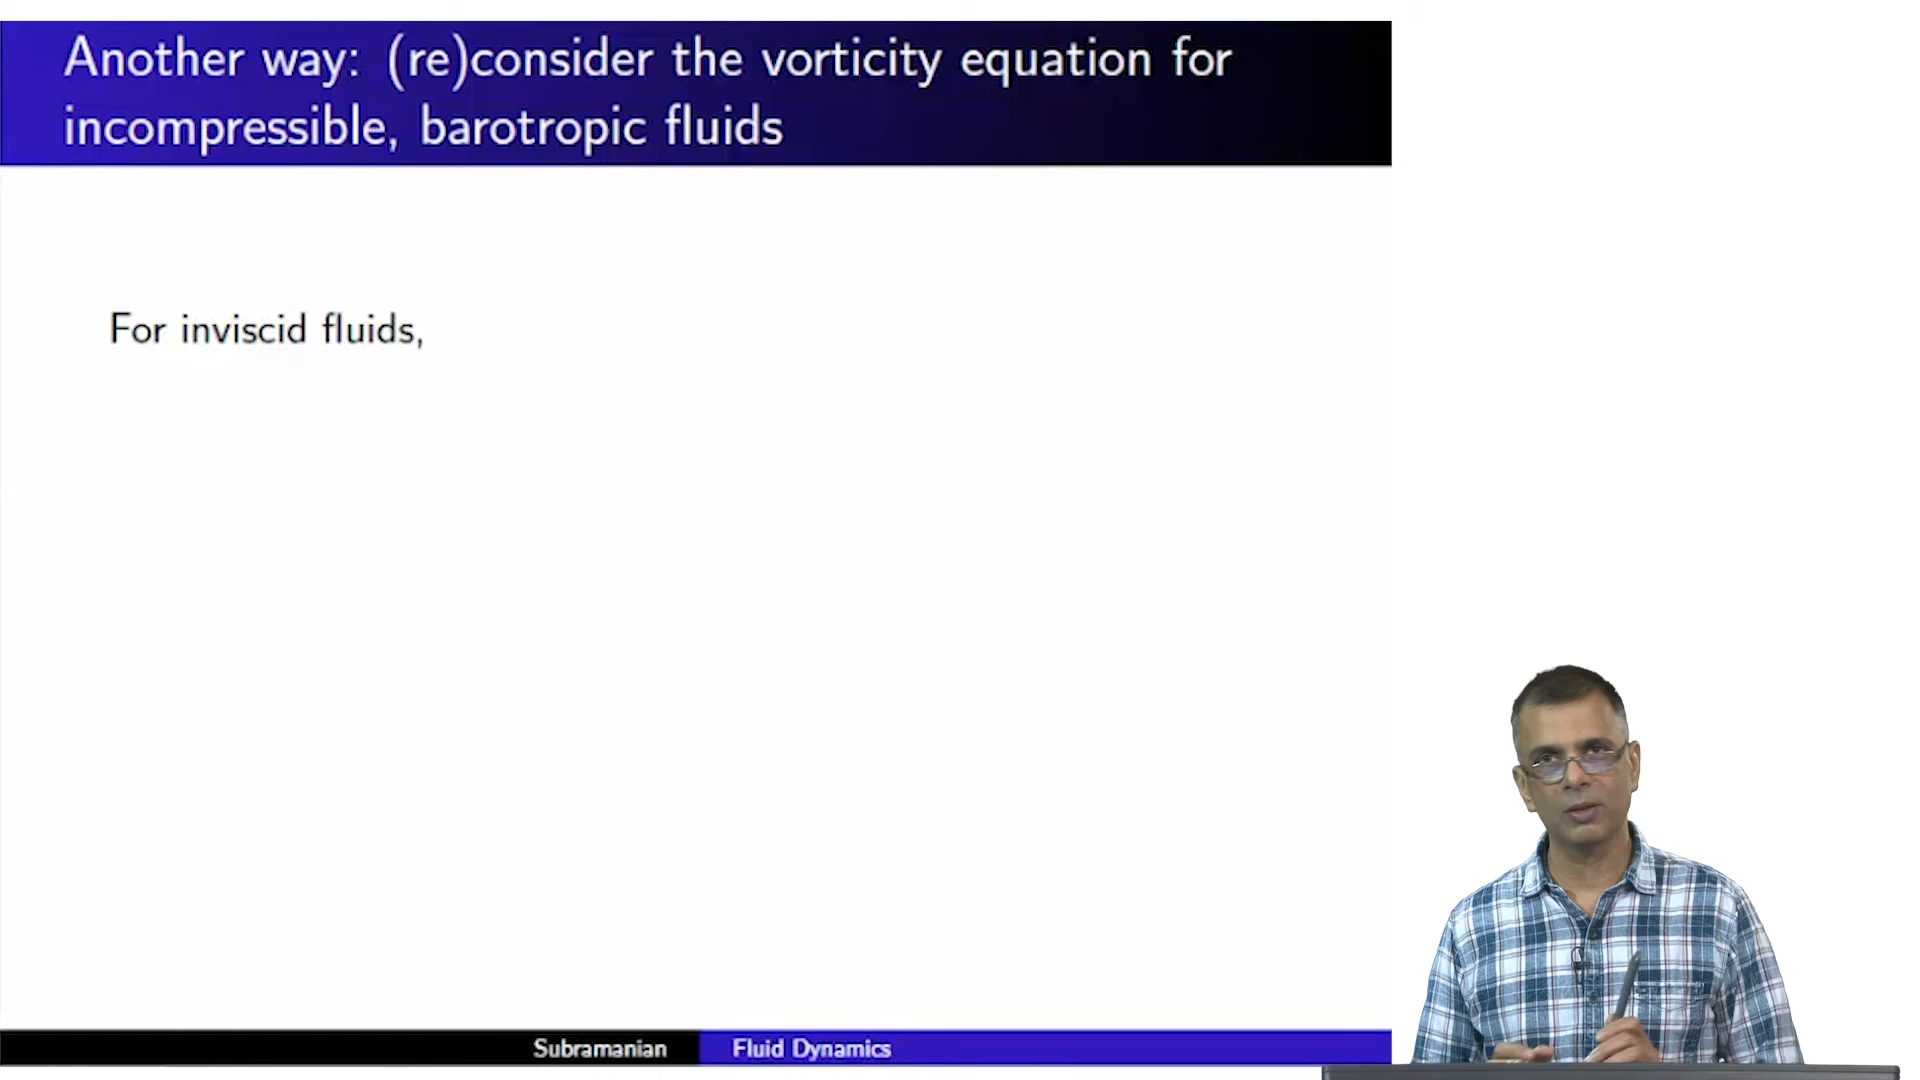 Another way: (re)consider the vorticity equation for
incompressible, barotropic fluids
For inviscid fluids,
Subramanian
Fluid Dynamics